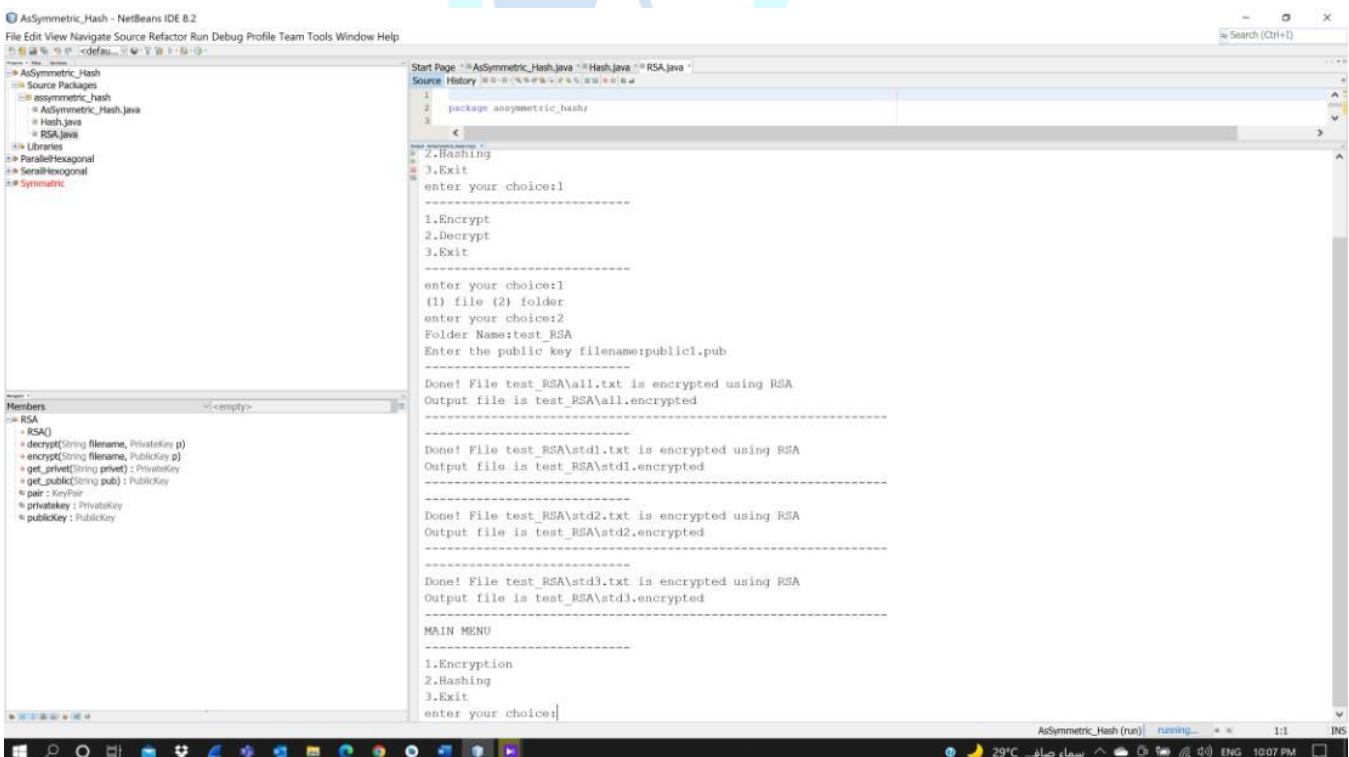 AsSymmetric_Hash - NetBeans IDE 8.2
File Edit View Navigate Source Refactor Run Debug Profile Team Tools Window Help
Search (Ctrl+I)
<defau...
AsSymmetric_Hash
Source Packages
assymmetric_hash
AsSymmetric_Hash.java
Hash.java
RSA.java
Libraries
ParallelHexagonal
SerailHexogonal
Symmatric
Members
<empty>
RSA
RSA()
decrypt(String filename, PrivateKey p)
encrypt(String filename, PublicKey p)
get_privet(String privet) : PrivateKey
get_public(String pub) : PublicKey
pair : KeyPair
privatekey : PrivateKey
publicKey : PublicKey
Start Page AsSymmetric_Hash.java Hash.java RSA.java
Source History
1
2 package assymmetric_hash;
3
2.Hashing
3.Exit
enter your choice:1
----------------------------
1.Encrypt
2.Decrypt
3.Exit
----------------------------
enter your choice:1
(1) file (2) folder
enter your choice:2
Folder Name:test_RSA
Enter the public key filename:public1.pub
----------------------------
Done! File test_RSA\all.txt is encrypted using RSA
Output file is test_RSA\all.encrypted
---------------------------------------------------------------
----------------------------
Done! File test_RSA\std1.txt is encrypted using RSA
Output file is test_RSA\std1.encrypted
---------------------------------------------------------------
----------------------------
Done! File test_RSA\std2.txt is encrypted using RSA
Output file is test_RSA\std2.encrypted
---------------------------------------------------------------
----------------------------
Done! File test_RSA\std3.txt is encrypted using RSA
Output file is test_RSA\std3.encrypted
---------------------------------------------------------------
MAIN MENU
----------------------------
1.Encryption
2.Hashing
3.Exit
enter your choice:
AsSymmetric_Hash (run) running... 1:1 INS
29°C سماء صافي... ENG 10:07 PM